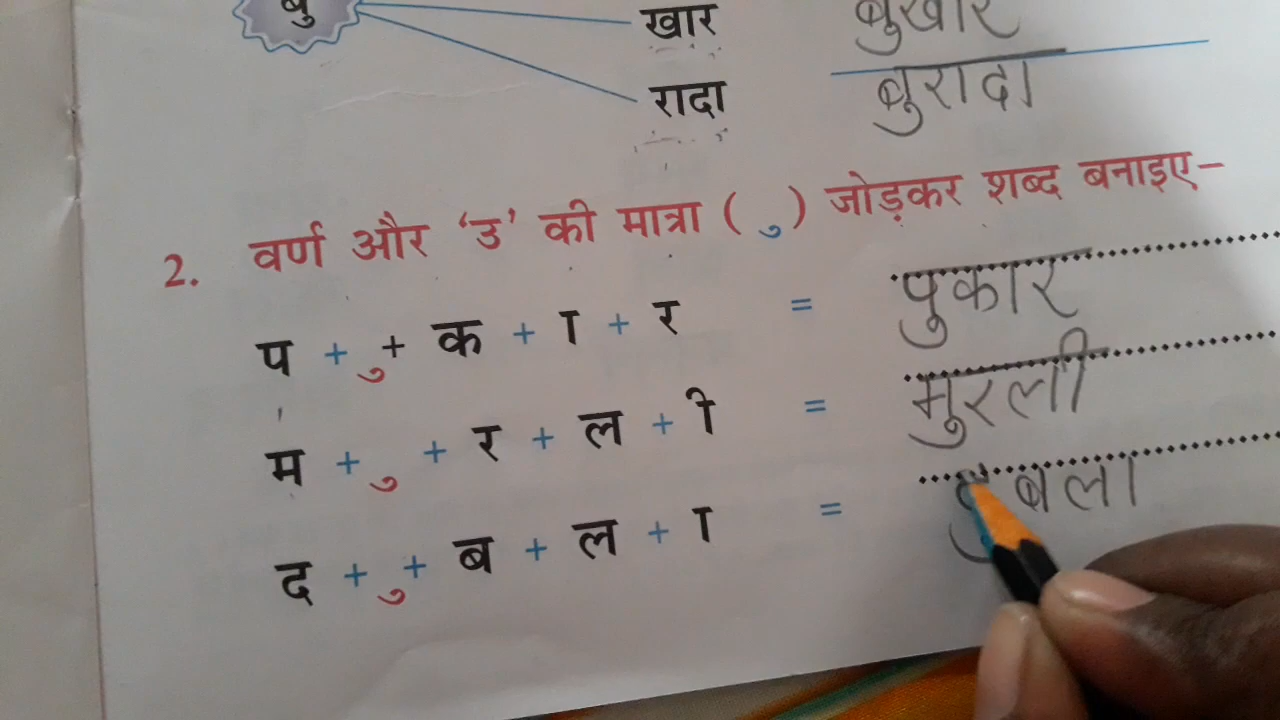 बु खार बुखार
रादा बुरादा
2. वर्ण और ‘उ’ की मात्रा ( ु ) जोड़कर शब्द बनाइए–
प + ु + क + ा + र = पुकार
म + ु + र + ल + ी = मुरली
द + ु + ब + ल + ा = दुबला